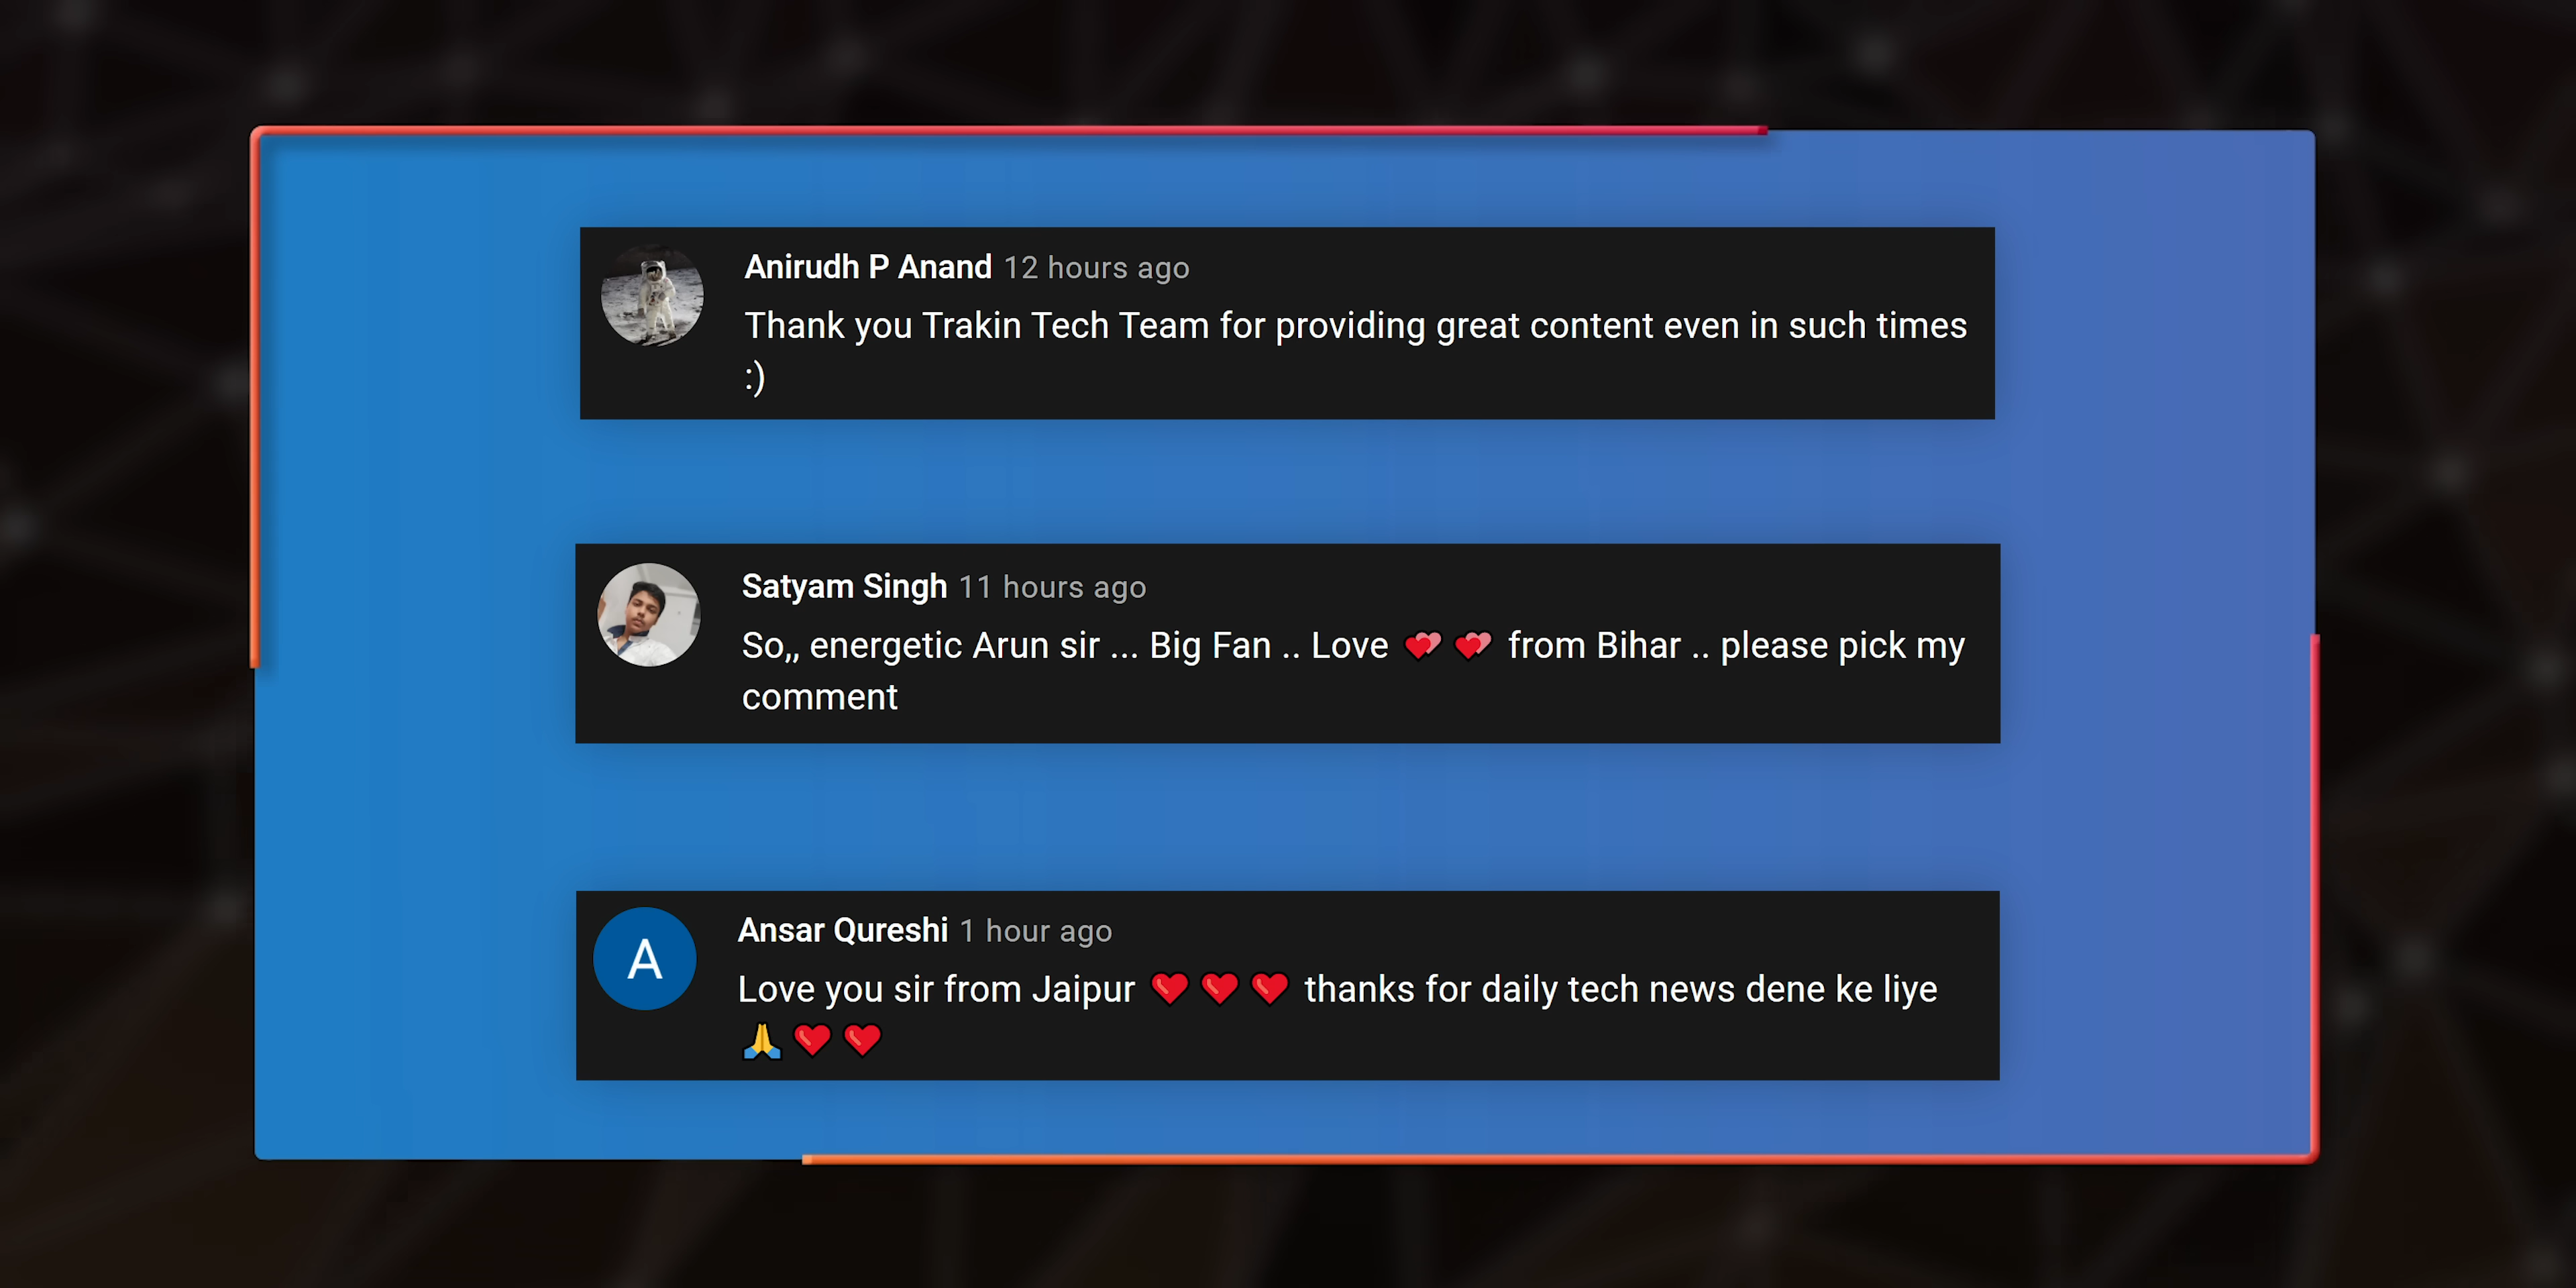 Anirudh P Anand 12 hours ago
Thank you Trakin Tech Team for providing great content even in such times
:)
Satyam Singh 11 hours ago
So,, energetic Arun sir ... Big Fan .. Love 💕 💕 from Bihar .. please pick my
comment
A
Ansar Qureshi 1 hour ago
Love you sir from Jaipur ❤️ ❤️ ❤️ thanks for daily tech news dene ke liye
🙏 ❤️ ❤️